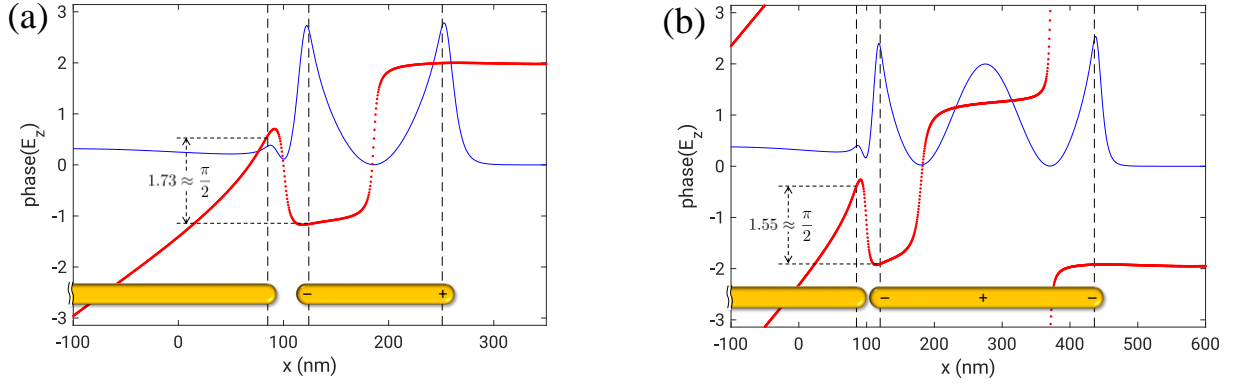 (a)
phase(E_z)
3
2
1
0
-1
-2
-3
1.73 ≈ π/2
− +
-100 0 100 200 300
x (nm)
(b)
phase(E_z)
3
2
1
0
-1
-2
-3
1.55 ≈ π/2
− + −
-100 0 100 200 300 400 500 600
x (nm)